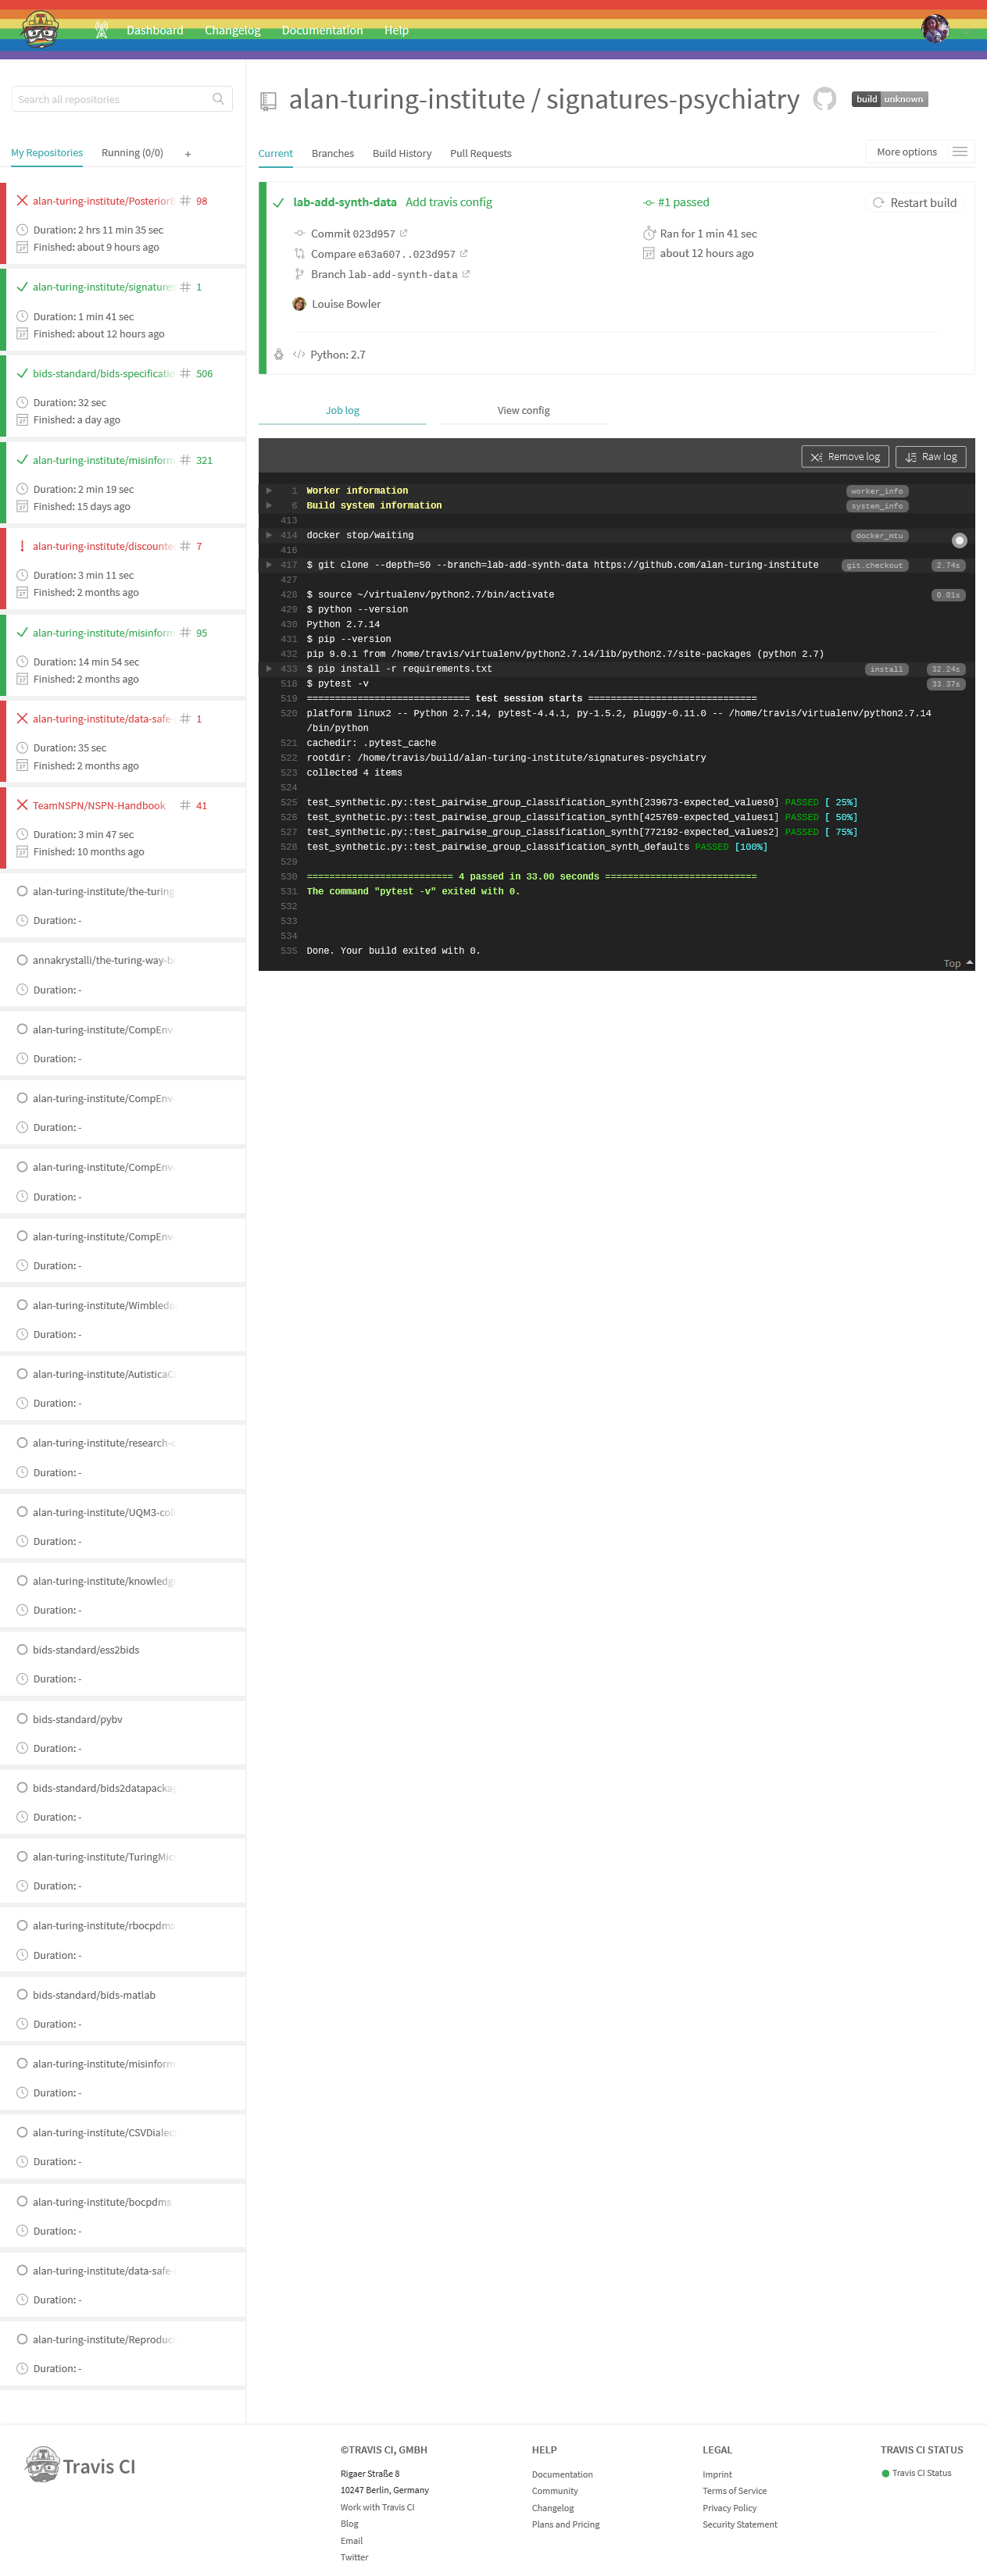 Dashboard Changelog Documentation Help
Search all repositories
My Repositories Running (0/0) +
alan-turing-institute/Posterior # 98
Duration: 2 hrs 11 min 35 sec
Finished: about 9 hours ago
alan-turing-institute/signatures # 1
Duration: 1 min 41 sec
Finished: about 12 hours ago
bids-standard/bids-specificatio # 506
Duration: 32 sec
Finished: a day ago
alan-turing-institute/misinform # 321
Duration: 2 min 19 sec
Finished: 15 days ago
alan-turing-institute/discounte # 7
Duration: 3 min 11 sec
Finished: 2 months ago
alan-turing-institute/misinform # 95
Duration: 14 min 54 sec
Finished: 2 months ago
alan-turing-institute/data-safe- # 1
Duration: 35 sec
Finished: 2 months ago
TeamNSPN/NSPN-Handbook # 41
Duration: 3 min 47 sec
Finished: 10 months ago
alan-turing-institute/the-turing
Duration: -
annakrystalli/the-turing-way-bo
Duration: -
alan-turing-institute/CompEnv-
Duration: -
alan-turing-institute/CompEnv-
Duration: -
alan-turing-institute/CompEnv-
Duration: -
alan-turing-institute/CompEnv-
Duration: -
alan-turing-institute/Wimbledo
Duration: -
alan-turing-institute/AutisticaC
Duration: -
alan-turing-institute/research-c
Duration: -
alan-turing-institute/UQM3-coll
Duration: -
alan-turing-institute/knowledg
Duration: -
bids-standard/ess2bids
Duration: -
bids-standard/pybv
Duration: -
bids-standard/bids2datapackag
Duration: -
alan-turing-institute/TuringMic
Duration: -
alan-turing-institute/rbocpdms
Duration: -
bids-standard/bids-matlab
Duration: -
alan-turing-institute/misinform
Duration: -
alan-turing-institute/CSVDialec
Duration: -
alan-turing-institute/bocpdms
Duration: -
alan-turing-institute/data-safe-
Duration: -
alan-turing-institute/Reproduc
Duration: -
alan-turing-institute / signatures-psychiatry build unknown
Current Branches Build History Pull Requests More options
lab-add-synth-data Add travis config
Commit 023d957
Compare e63a607..023d957
Branch lab-add-synth-data
Louise Bowler
#1 passed
Ran for 1 min 41 sec
about 12 hours ago
Restart build
</> Python: 2.7
Job log View config
Remove log Raw log
1 Worker information worker_info
6 Build system information system_info
413
414 docker stop/waiting docker_mtu
416
417 $ git clone --depth=50 --branch=lab-add-synth-data https://github.com/alan-turing-institute git.checkout 2.74s
427
428 $ source ~/virtualenv/python2.7/bin/activate 0.01s
429 $ python --version
430 Python 2.7.14
431 $ pip --version
432 pip 9.0.1 from /home/travis/virtualenv/python2.7.14/lib/python2.7/site-packages (python 2.7)
433 $ pip install -r requirements.txt install 32.24s
518 $ pytest -v 33.37s
519 ============================= test session starts =============================
520 platform linux2 -- Python 2.7.14, pytest-4.4.1, py-1.5.2, pluggy-0.11.0 -- /home/travis/virtualenv/python2.7.14
/bin/python
521 cachedir: .pytest_cache
522 rootdir: /home/travis/build/alan-turing-institute/signatures-psychiatry
523 collected 4 items
524
525 test_synthetic.py::test_pairwise_group_classification_synth[239673-expected_values0] PASSED [ 25%]
526 test_synthetic.py::test_pairwise_group_classification_synth[425769-expected_values1] PASSED [ 50%]
527 test_synthetic.py::test_pairwise_group_classification_synth[772192-expected_values2] PASSED [ 75%]
528 test_synthetic.py::test_pairwise_group_classification_synth_defaults PASSED [100%]
529
530 ========================== 4 passed in 33.00 seconds ==========================
531 The command "pytest -v" exited with 0.
532
533
534
535 Done. Your build exited with 0.
Top
Travis CI
©TRAVIS CI, GMBH
Rigaer Straße 8
10247 Berlin, Germany
Work with Travis CI
Blog
Email
Twitter
HELP
Documentation
Community
Changelog
Plans and Pricing
LEGAL
Imprint
Terms of Service
Privacy Policy
Security Statement
TRAVIS CI STATUS
Travis CI Status